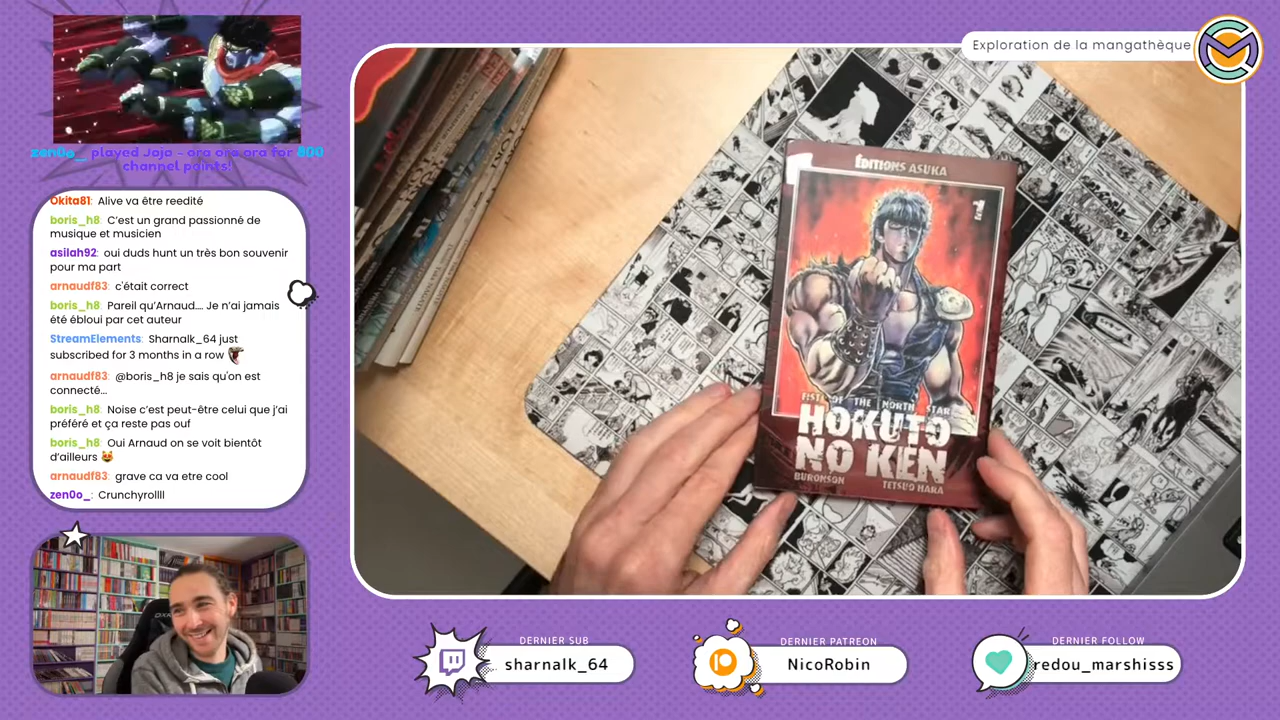 Exploration de la mangathèque
zen0o_ played Jojo - ora ora ora for 800
channel points!
Okita81: Alive va être reedité
boris_h8: C'est un grand passionné de
musique et musicien
asilah92: oui duds hunt un très bon souvenir
pour ma part
arnaudf83: c'était correct
boris_h8: Pareil qu'Arnaud.... Je n'ai jamais
été ébloui par cet auteur
StreamElements: Sharnalk_64 just
subscribed for 3 months in a row
arnaudf83: @boris_h8 je sais qu'on est
connecté...
boris_h8: Noise c'est peut-être celui que j'ai
préféré et ça reste pas ouf
boris_h8: Oui Arnaud on se voit bientôt
d'ailleurs
arnaudf83: grave ca va etre cool
zen0o_: Crunchyrollll
ÉDITIONS ASUKA
1
FIST OF THE NORTH STAR
HOKUTO
NO KEN
BURONSON
TETSUO HARA
DERNIER SUB
sharnalk_64
DERNIER PATREON
NicoRobin
DERNIER FOLLOW
redou_marshisss